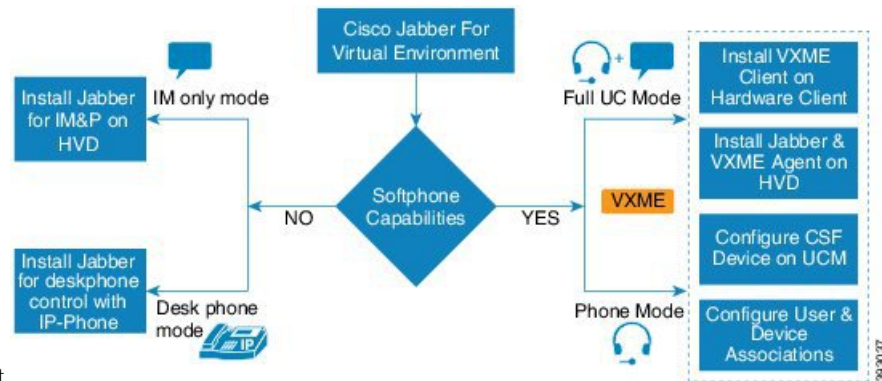 Cisco Jabber For
Virtual Environment
Install Jabber
for IM&P on
HVD
IM only mode
Full UC Mode
Install VXME
Client on
Hardware Client
Install Jabber &
VXME Agent on
HVD
Softphone
Capabilities
NO
YES
VXME
Configure CSF
Device on UCM
Install Jabber
for deskphone
control with
IP-Phone
Desk phone
mode
IP
Phone Mode
Configure User &
Device
Associations
t